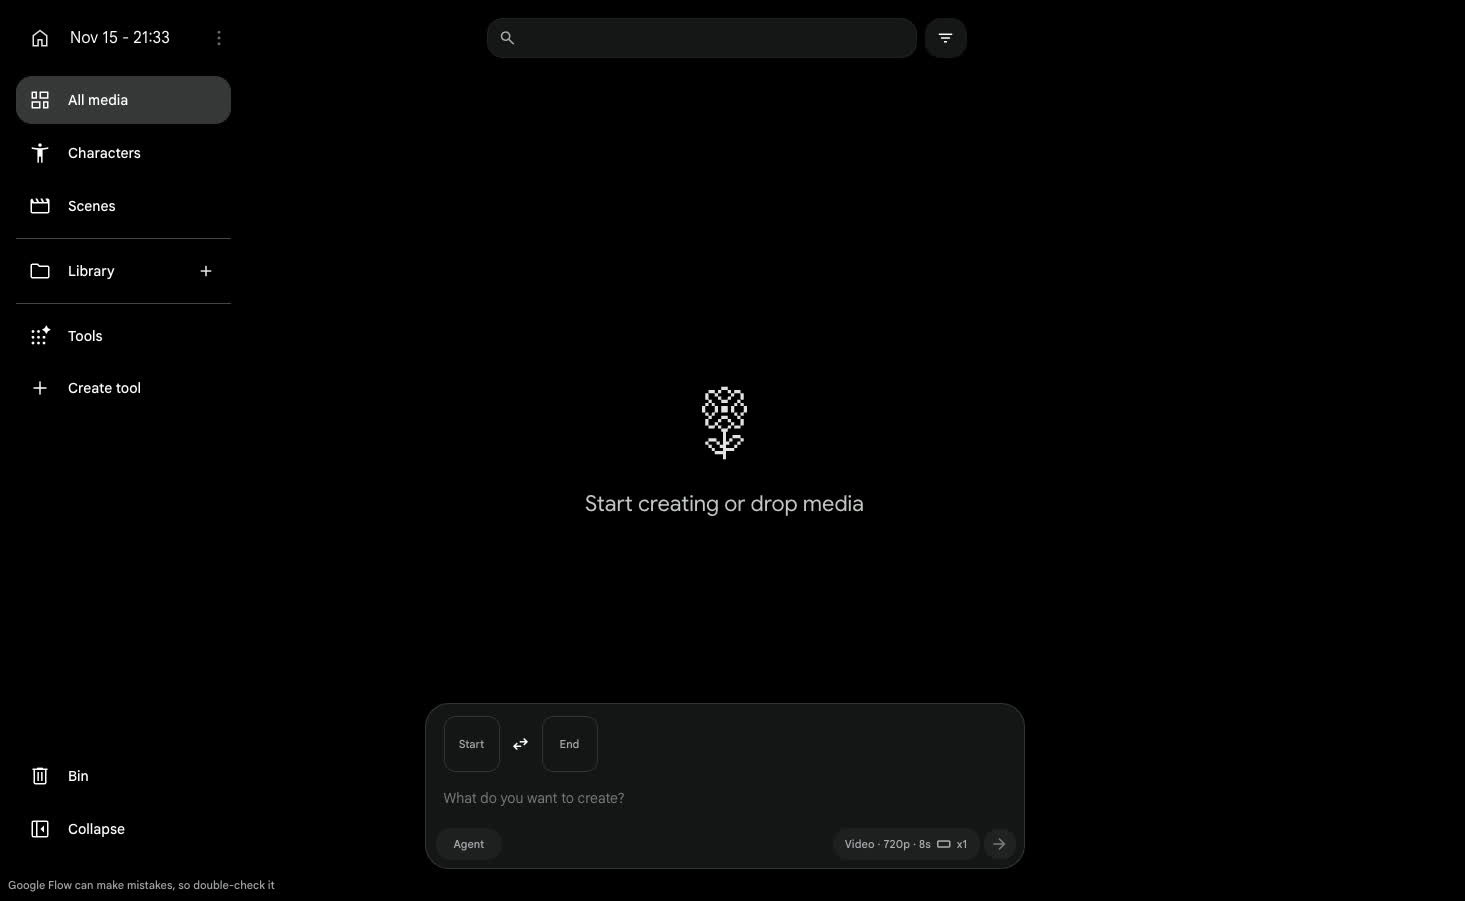 Nov 15 - 21:33
All media
Characters
Scenes
Library
Tools
Create tool
Start creating or drop media
Start
End
What do you want to create?
Agent
Video · 720p · 8s x1
Bin
Collapse
Google Flow can make mistakes, so double-check it